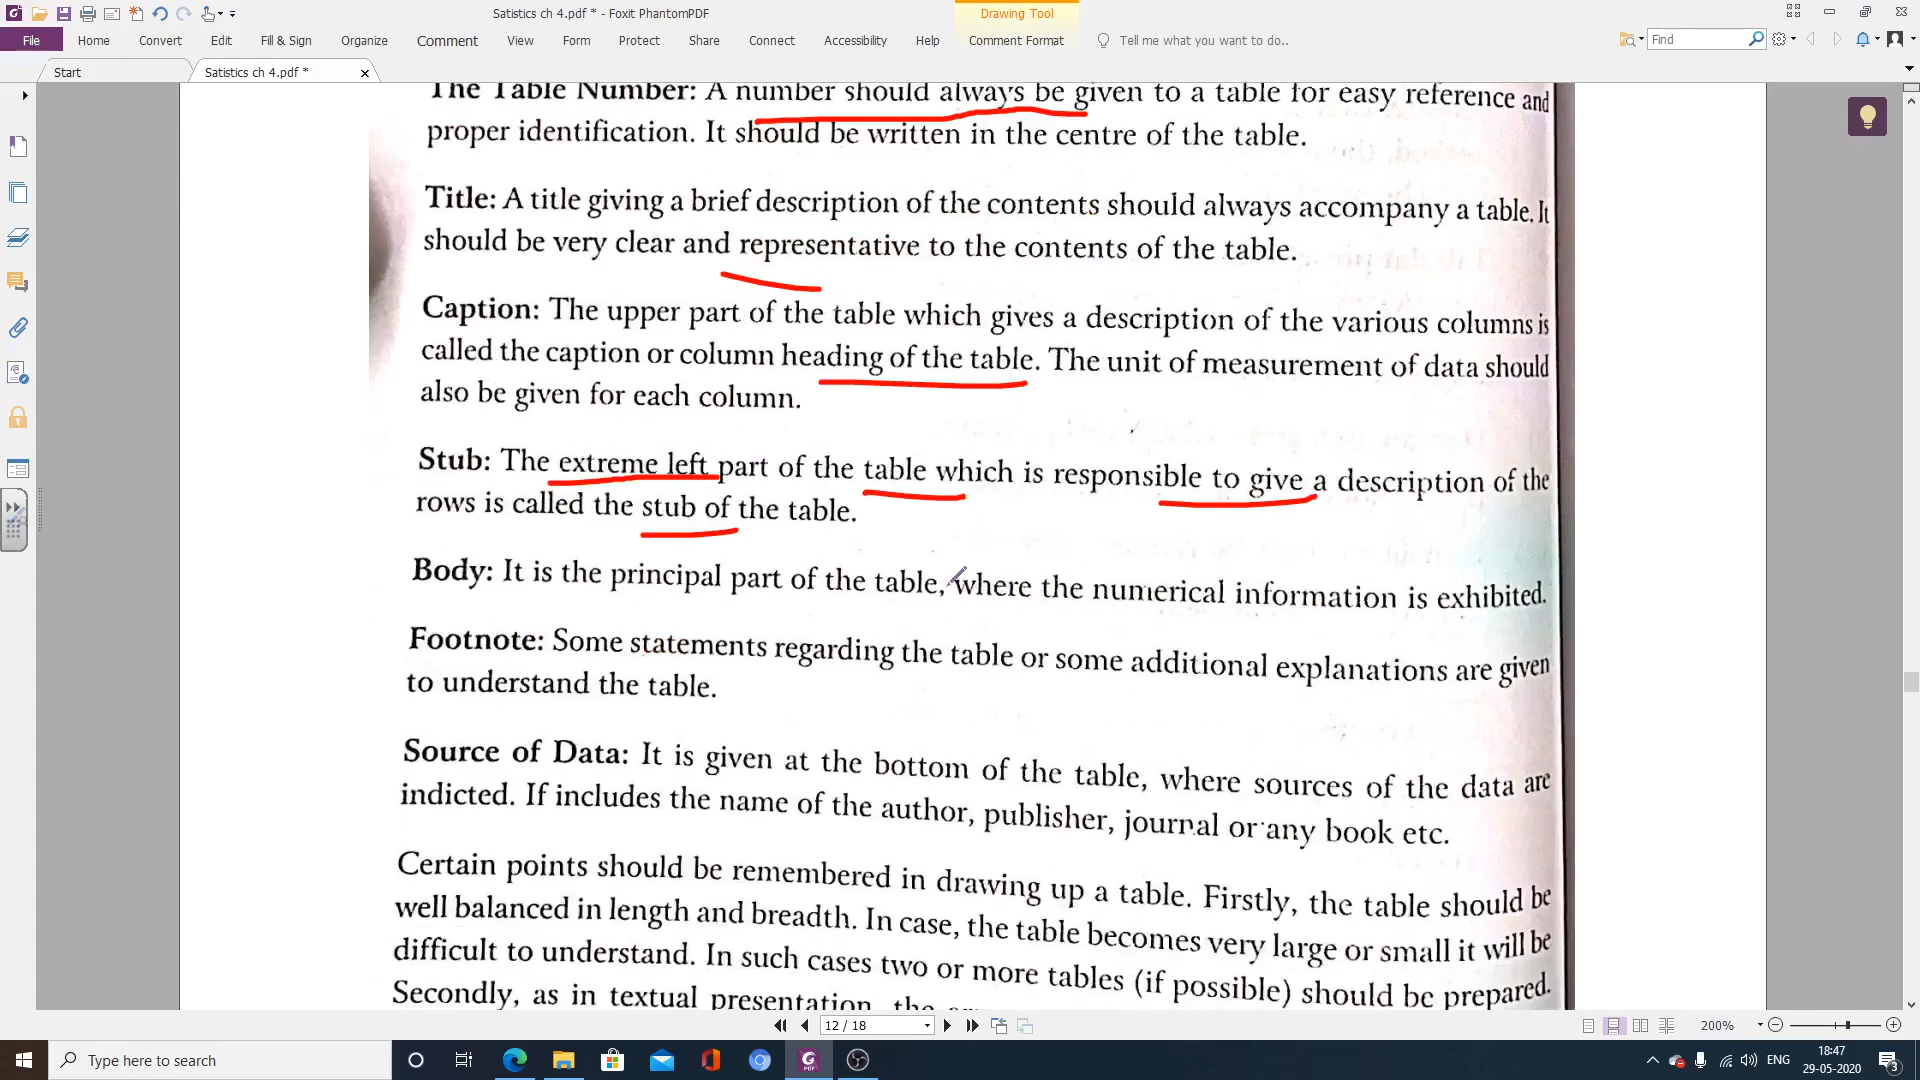 Satistics ch 4.pdf * - Foxit PhantomPDF
Drawing Tool
File Home Convert Edit Fill & Sign Organize Comment View Form Protect Share Connect Accessibility Help Comment Format Tell me what you want to do.. Find
Start Satistics ch 4.pdf *
The Table Number: A number should always be given to a table for easy reference and
proper identification. It should be written in the centre of the table.
Title: A title giving a brief description of the contents should always accompany a table. It
should be very clear and representative to the contents of the table.
Caption: The upper part of the table which gives a description of the various columns is
called the caption or column heading of the table. The unit of measurement of data should
also be given for each column.
Stub: The extreme left part of the table which is responsible to give a description of the
rows is called the stub of the table.
Body: It is the principal part of the table, where the numerical information is exhibited.
Footnote: Some statements regarding the table or some additional explanations are given
to understand the table.
Source of Data: It is given at the bottom of the table, where sources of the data are
indicted. If includes the name of the author, publisher, journal or any book etc.
Certain points should be remembered in drawing up a table. Firstly, the table should be
well balanced in length and breadth. In case, the table becomes very large or small it will be
difficult to understand. In such cases two or more tables (if possible) should be prepared.
Secondly, as in textual presentation, the
12 / 18
200%
Type here to search
ENG
18:47
29-05-2020
3